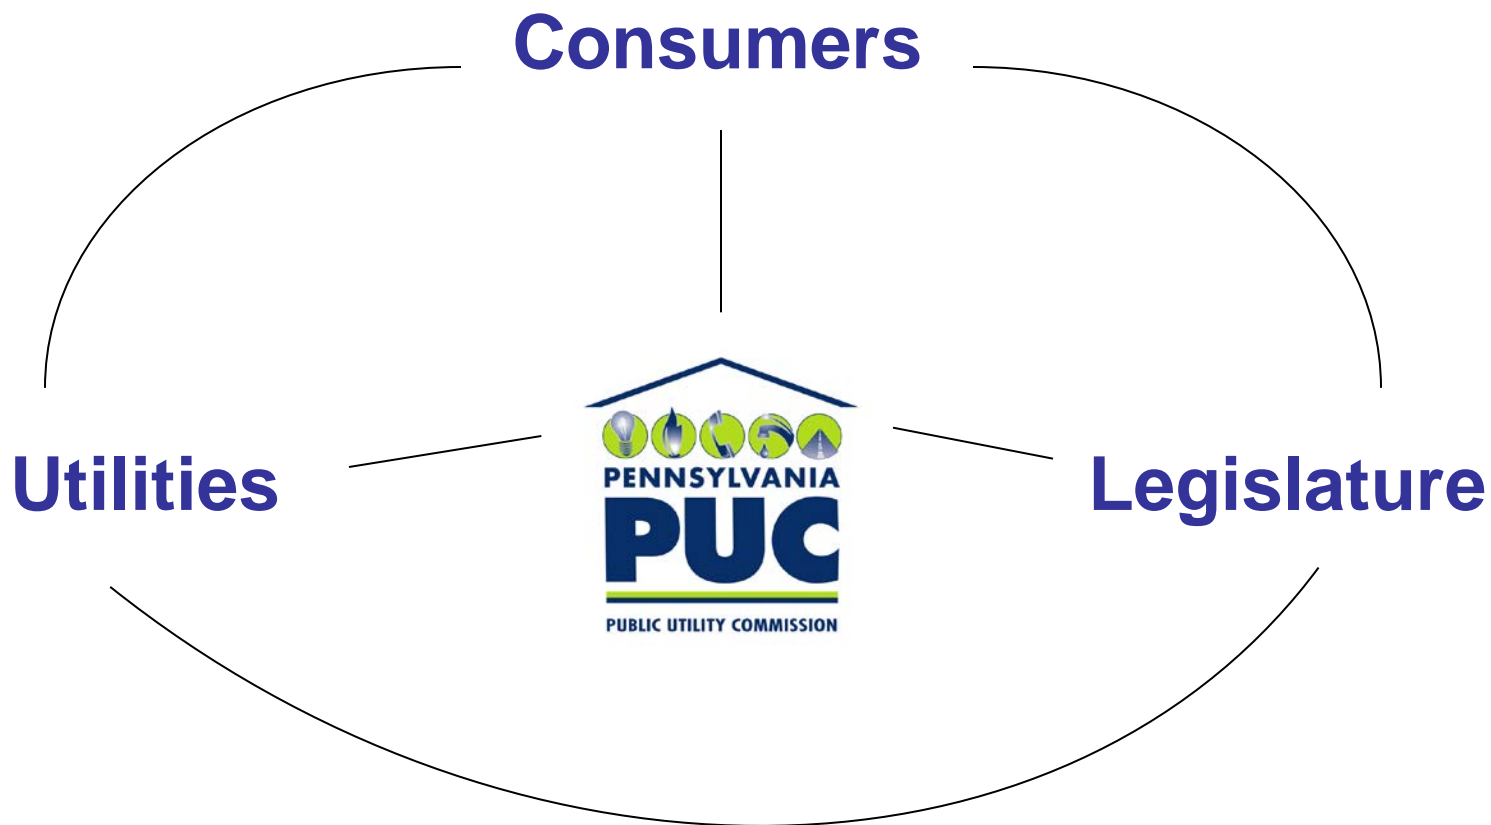 Consumers
Utilities
Legislature
PENNSYLVANIA
PUC
PUBLIC UTILITY COMMISSION